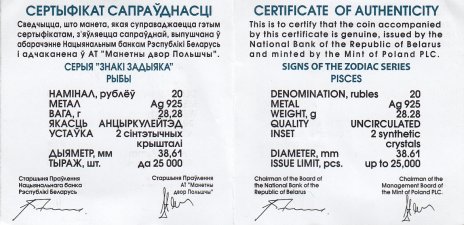 СЕРТЫФІКАТ САПРАЎДНАСЦІ
Сведчыцца, што манета, якая суправаджаецца гэтым
сертыфікатам, з'яўляецца сапраўднай, выпушчана ў
абарачэнне Нацыянальным банкам Рэспублікі Беларусь
і адчаканена ў АТ "Манетны двор Польшчы".
СЕРЫЯ "ЗНАКІ ЗАДЫЯКА"
РЫБЫ
НАМІНАЛ, рублёў 20
МЕТАЛ Ag 925
ВАГА, г 28,28
ЯКАСЦЬ АНЦЫРКУЛЕЙТЭД
УСТАЎКА 2 сінтэтычных
крышталі
ДЫЯМЕТР, мм 38,61
ТЫРАЖ, шт. да 25 000
Старшыня Праўлення
Нацыянальнага банка
Рэспублікі Беларусь
Старшыня Праўлення
АТ "Манетны
двор Польшчы"
CERTIFICATE OF AUTHENTICITY
This is to certify that the coin accompanied
by this certificate is genuine, issued by the
National Bank of the Republic of Belarus
and minted by the Mint of Poland PLC.
SIGNS OF THE ZODIAC SERIES
PISCES
DENOMINATION, rubles 20
METAL Ag 925
WEIGHT, g 28.28
QUALITY UNCIRCULATED
INSET 2 synthetic
crystals
DIAMETER, mm 38.61
ISSUE LIMIT, pcs. up to 25,000
Chairman of the Board of
the National Bank of the
Republic of Belarus
Chairman of the
Management Board of
the Mint of Poland PLC